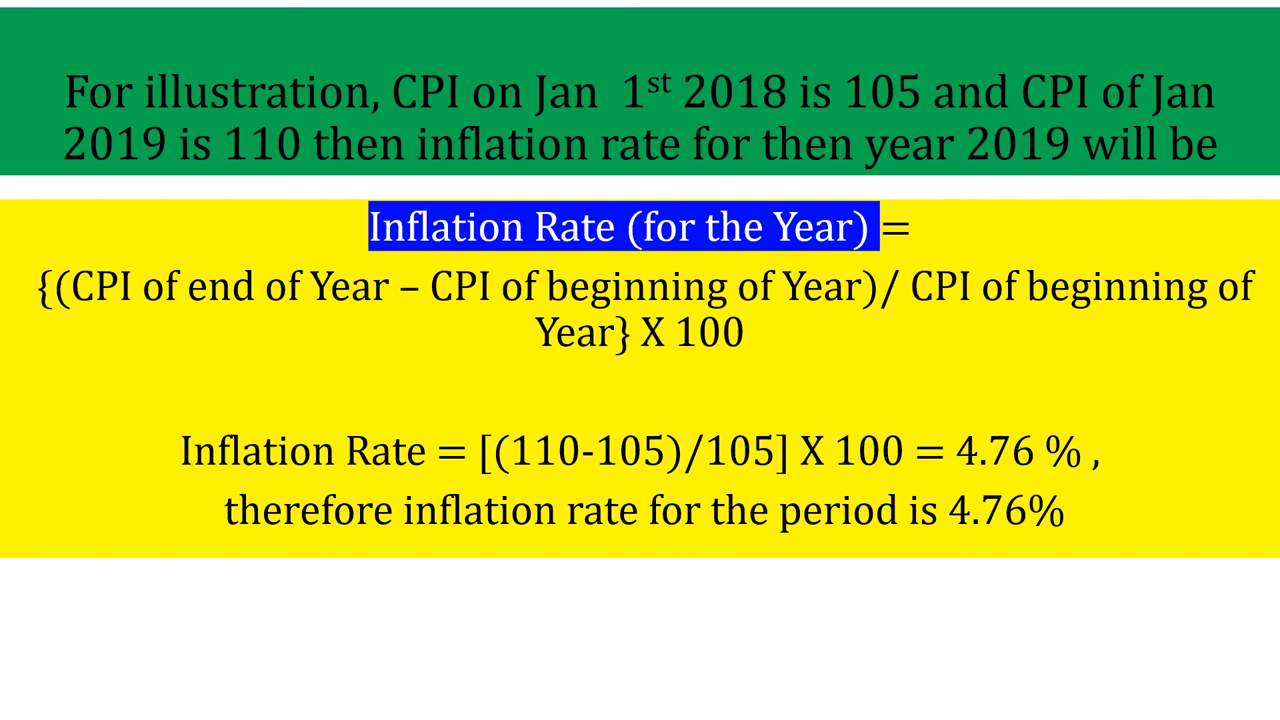 For illustration, CPI on Jan  1st 2018 is 105 and CPI of Jan
2019 is 110 then inflation rate for then year 2019 will be
Inflation Rate (for the Year) =
{(CPI of end of Year – CPI of beginning of Year)/ CPI of beginning of
Year} X 100
Inflation Rate = [(110-105)/105] X 100 = 4.76 % ,
therefore inflation rate for the period is 4.76%